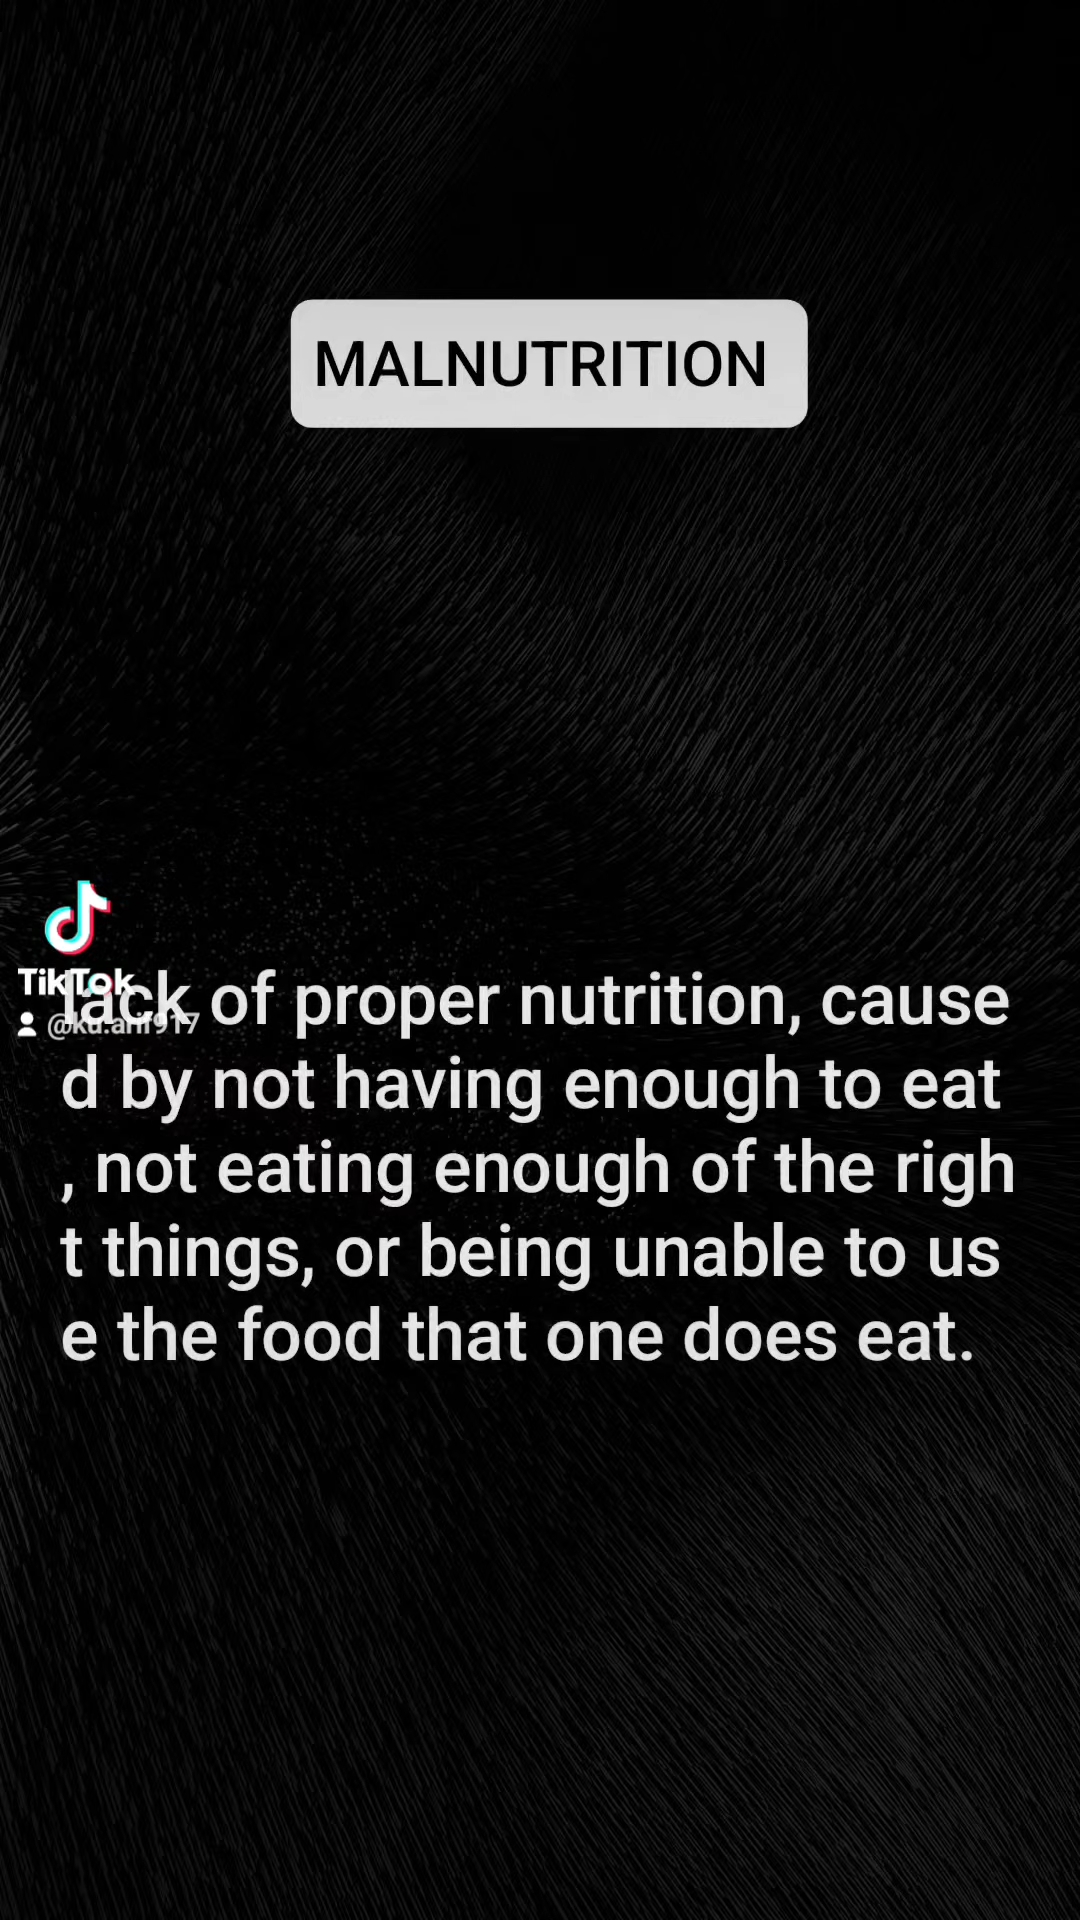 MALNUTRITION
TikTok
lack of proper nutrition, cause
d by not having enough to eat
, not eating enough of the righ
t things, or being unable to us
e the food that one does eat.